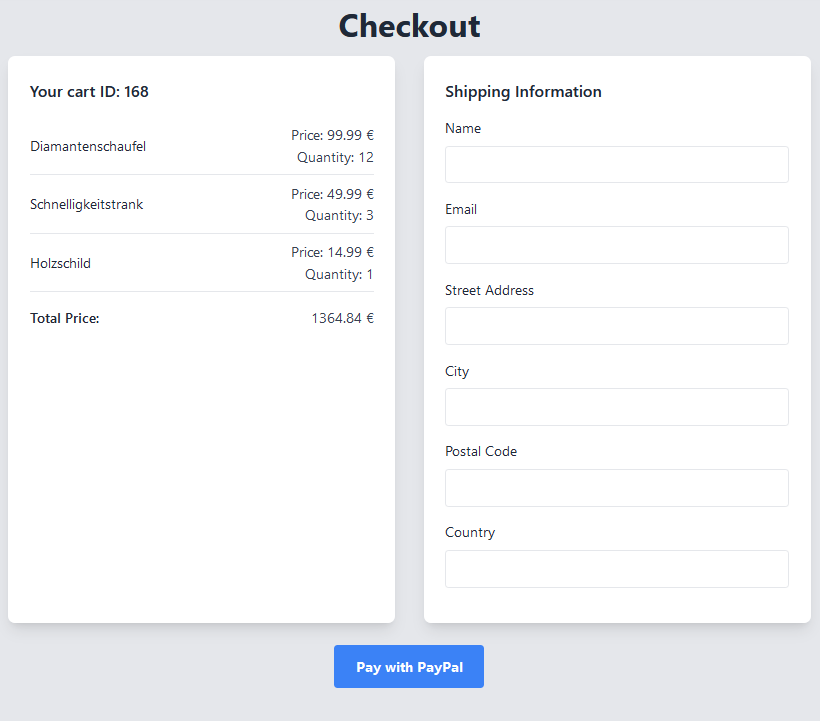 Checkout
Your cart ID: 168
Diamantenschaufel
Price: 99.99 €
Quantity: 12
Schnelligkeitstrank
Price: 49.99 €
Quantity: 3
Holzschild
Price: 14.99 €
Quantity: 1
Total Price: 1364.84 €
Shipping Information
Name
Email
Street Address
City
Postal Code
Country
Pay with PayPal